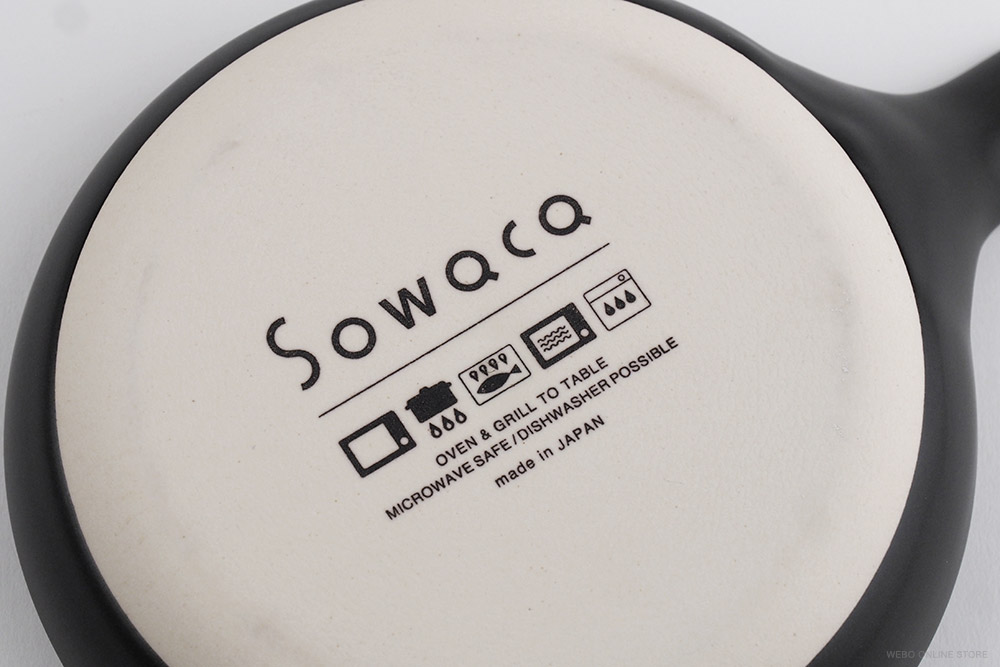 Sowaca
OVEN & GRILL TO TABLE
MICROWAVE SAFE / DISHWASHER POSSIBLE
made in JAPAN
WEBO ONLINE STORE